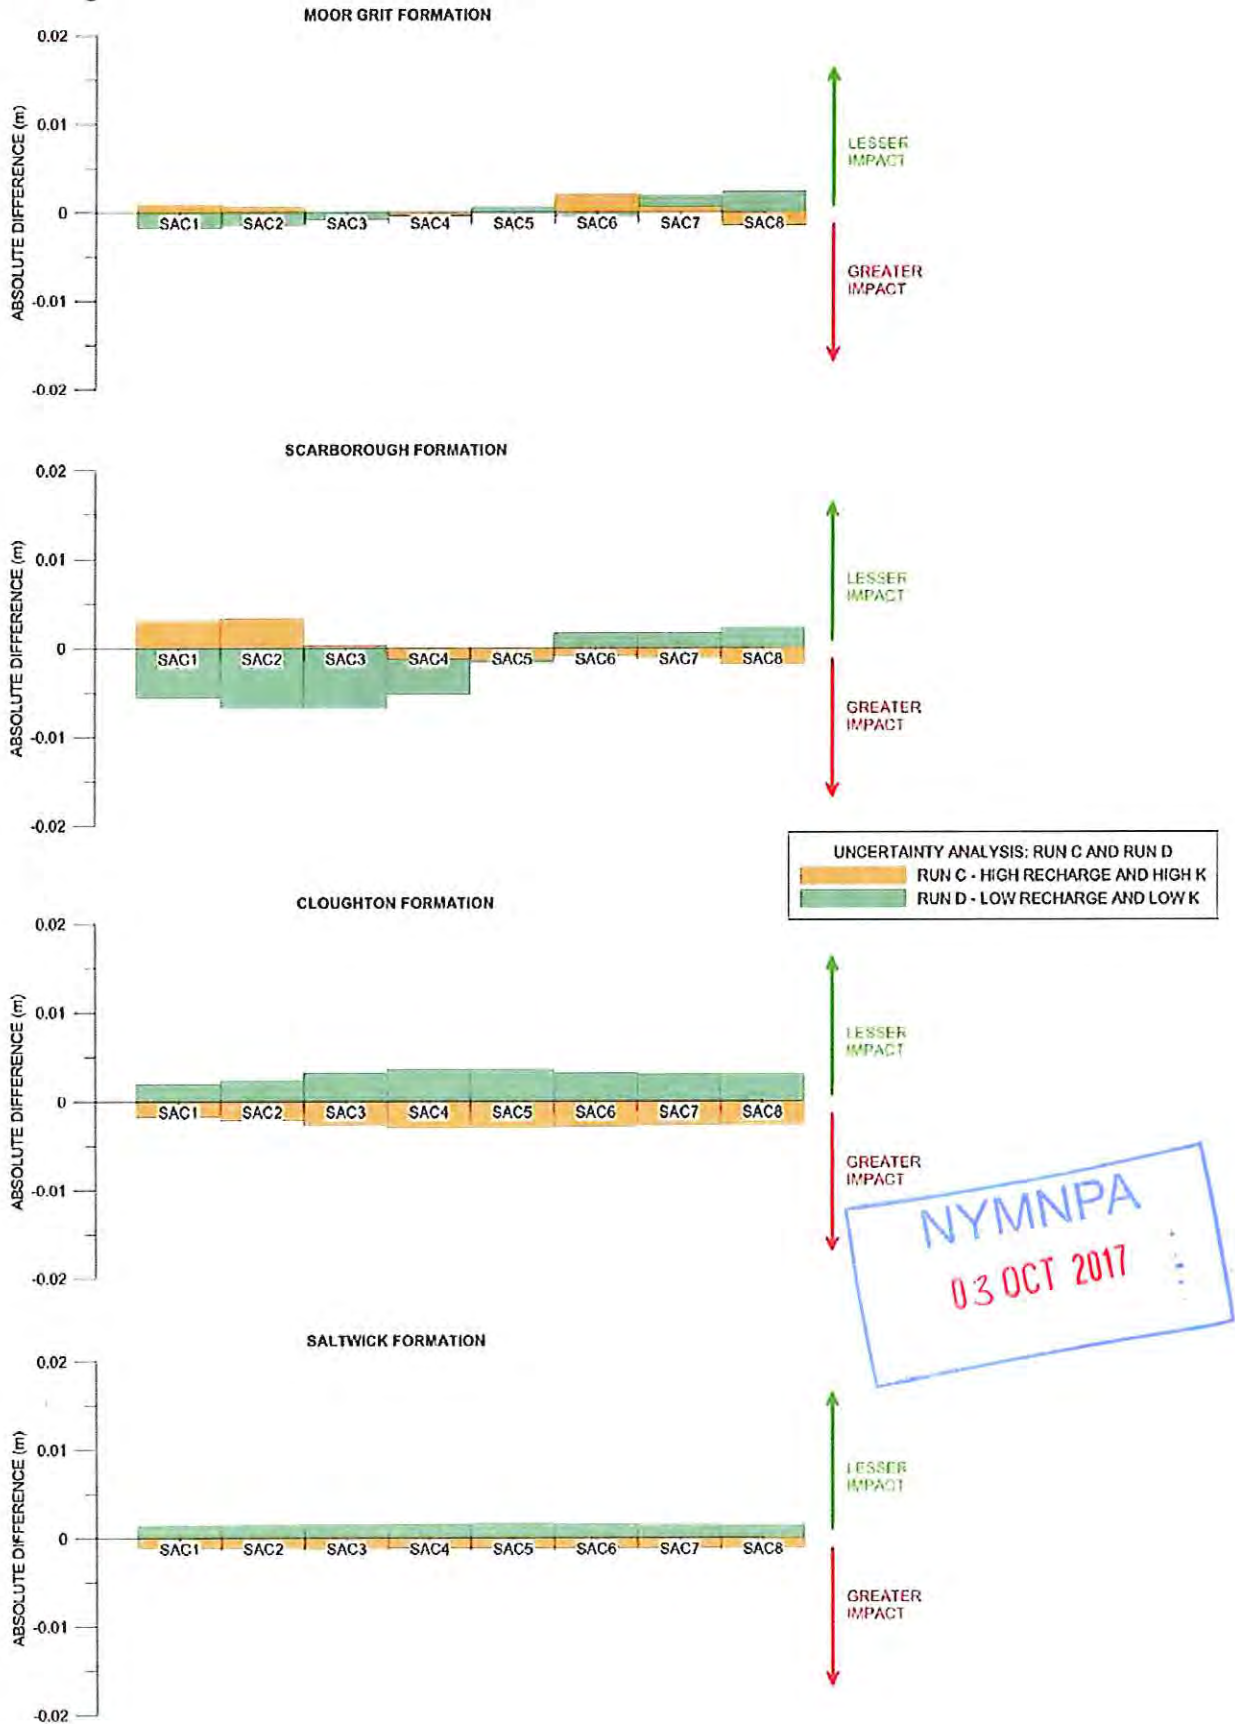 MOOR GRIT FORMATION
0.02
0.01
0
-0.01
-0.02
ABSOLUTE DIFFERENCE (m)
SAC1 SAC2 SAC3 SAC4 SAC5 SAC6 SAC7 SAC8
LESSER
IMPACT
GREATER
IMPACT
SCARBOROUGH FORMATION
0.02
0.01
0
-0.01
-0.02
ABSOLUTE DIFFERENCE (m)
SAC1 SAC2 SAC3 SAC4 SAC5 SAC6 SAC7 SAC8
LESSER
IMPACT
GREATER
IMPACT
UNCERTAINTY ANALYSIS: RUN C AND RUN D
RUN C - HIGH RECHARGE AND HIGH K
RUN D - LOW RECHARGE AND LOW K
CLOUGHTON FORMATION
0.02
0.01
0
-0.01
-0.02
ABSOLUTE DIFFERENCE (m)
SAC1 SAC2 SAC3 SAC4 SAC5 SAC6 SAC7 SAC8
LESSER
IMPACT
GREATER
IMPACT
NYMNPA
03 OCT 2017
SALTWICK FORMATION
0.02
0.01
0
-0.01
-0.02
ABSOLUTE DIFFERENCE (m)
SAC1 SAC2 SAC3 SAC4 SAC5 SAC6 SAC7 SAC8
LESSER
IMPACT
GREATER
IMPACT